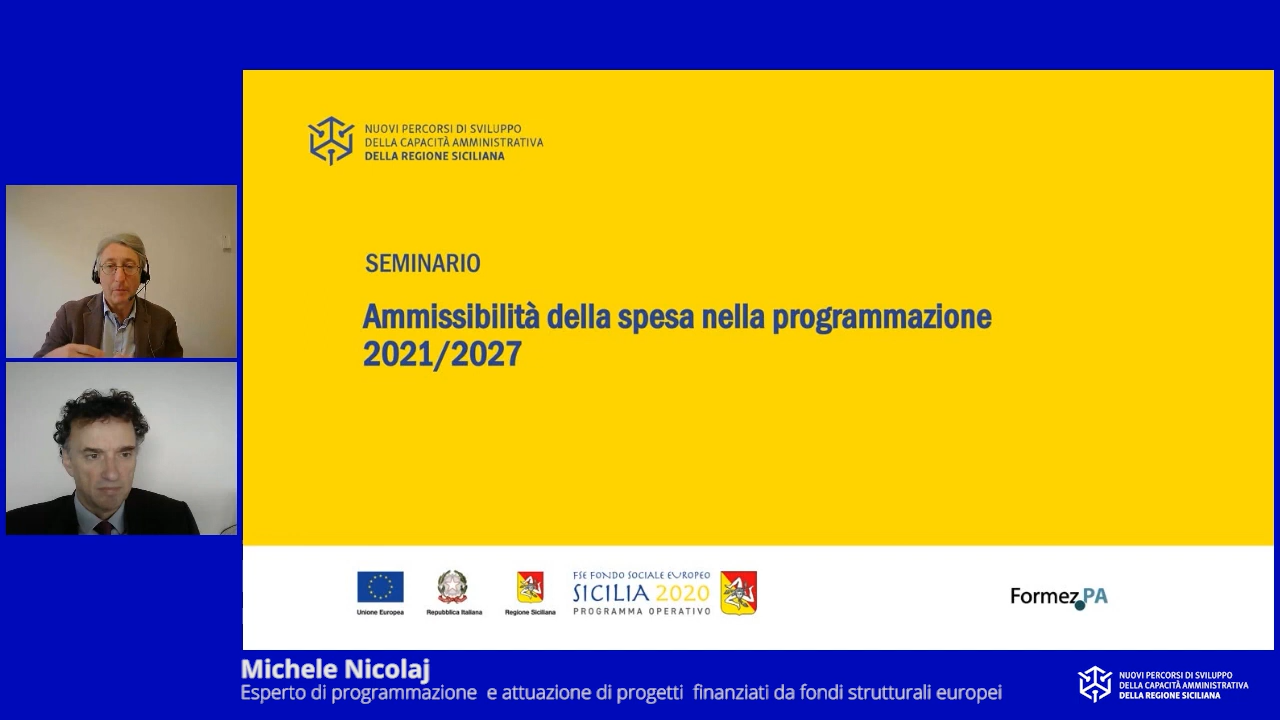 NUOVI PERCORSI DI SVILUPPO
DELLA CAPACITÀ AMMINISTRATIVA
DELLA REGIONE SICILIANA
SEMINARIO
Ammissibilità della spesa nella programmazione
2021/2027
Unione Europea
Repubblica Italiana
Regione Siciliana
FSE FONDO SOCIALE EUROPEO
SICILIA 2020
PROGRAMMA OPERATIVO
Formez PA
Michele Nicolaj
Esperto di programmazione e attuazione di progetti finanziati da fondi strutturali europei
NUOVI PERCORSI DI SVILUPPO
DELLA CAPACITÀ AMMINISTRATIVA
DELLA REGIONE SICILIANA